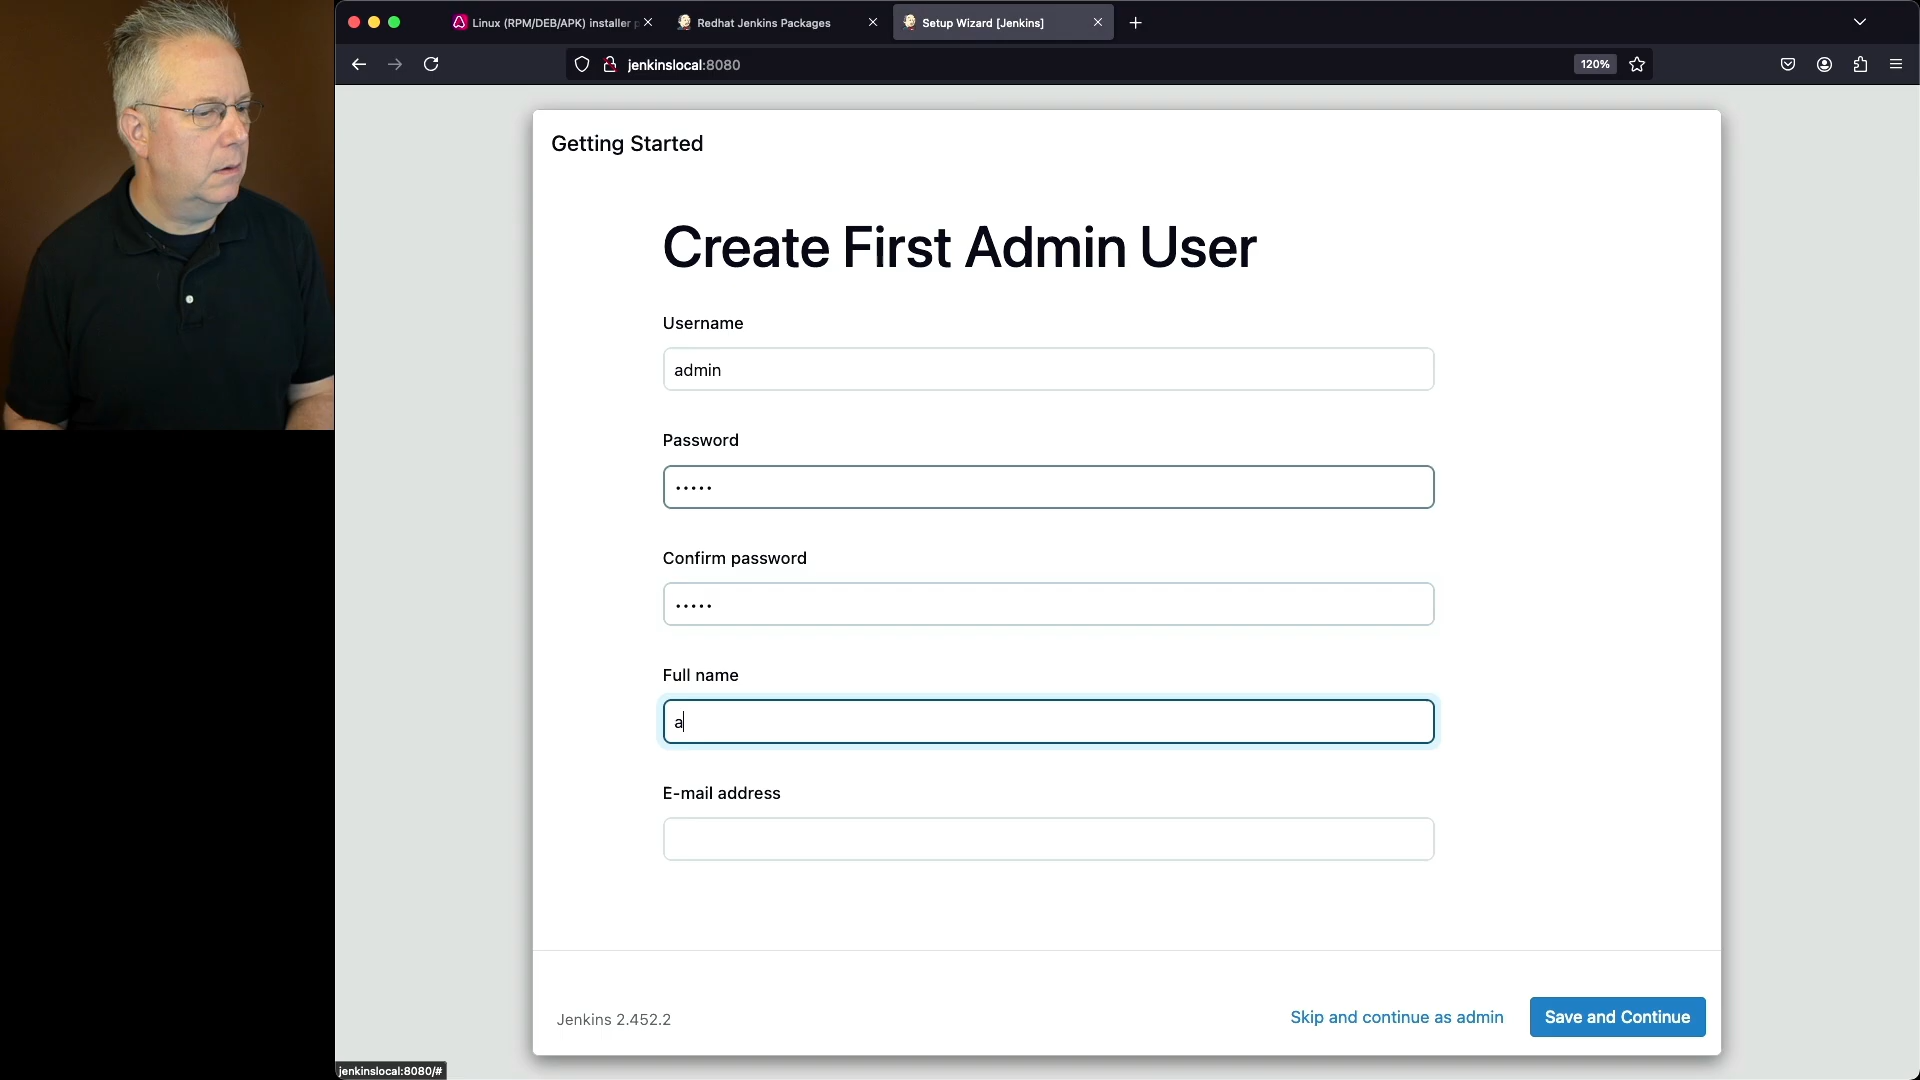 Linux (RPM/DEB/APK) installer p
Redhat Jenkins Packages
Setup Wizard [Jenkins]
jenkinslocal:8080
120%
Getting Started
Create First Admin User
Username
admin
Password
•••••
Confirm password
•••••
Full name
a
E-mail address
Jenkins 2.452.2
Skip and continue as admin
Save and Continue
jenkinslocal:8080/#